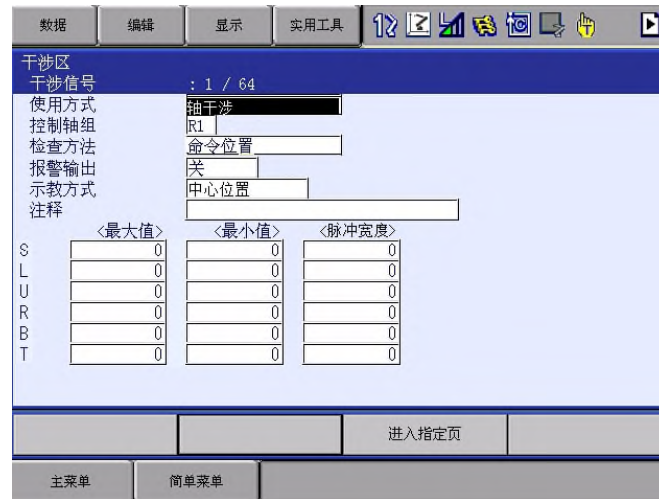 数据 编辑 显示 实用工具
干涉区
干涉信号 : 1 / 64
使用方式 轴干涉
控制轴组 R1
检查方法 命令位置
报警输出 关
示教方式 中心位置
注释
<最大值> <最小值> <脉冲宽度>
S 0 0 0
L 0 0 0
U 0 0 0
R 0 0 0
B 0 0 0
T 0 0 0
进入指定页
主菜单 简单菜单